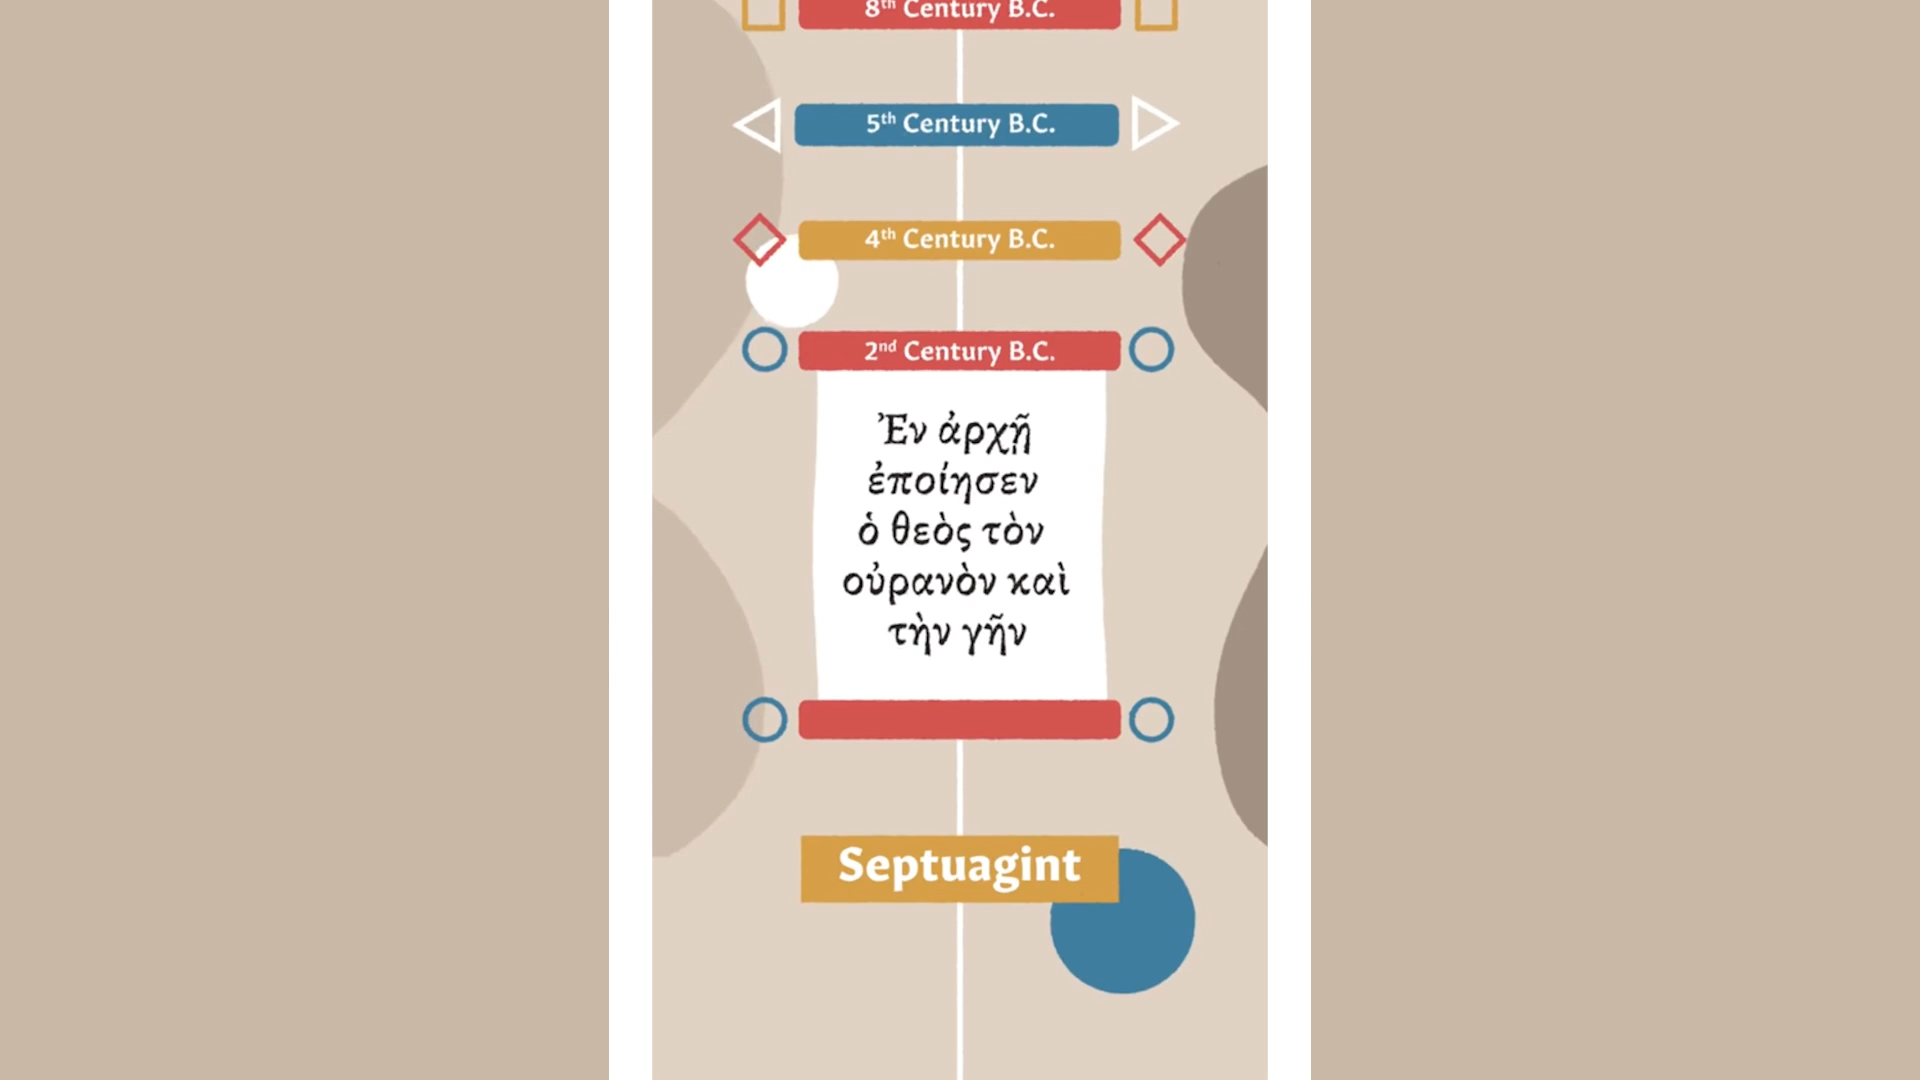 8th Century B.C.
5th Century B.C.
4th Century B.C.
2nd Century B.C.
Ἐν ἀρχῇ
ἐποίησεν
ὁ θεὸς τὸν
οὐρανὸν καὶ
τὴν γῆν
Septuagint